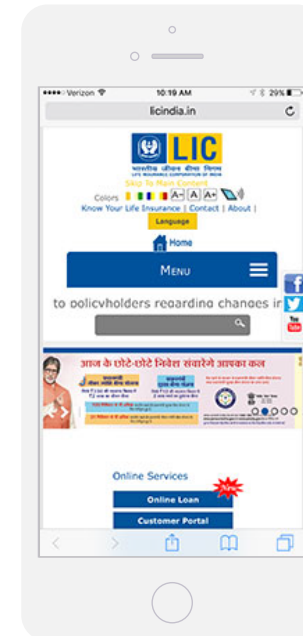 Verizon 10:19 AM 29%
licindia.in
LIC
भारतीय जीवन बीमा निगम
LIFE INSURANCE CORPORATION OF INDIA
Skip To Main Content
Colors A- A A+
Know Your Life Insurance | Contact | About |
Language
Home
MENU
to policyholders regarding changes in
आज के छोटे-छोटे निवेश संवारेंगे आपका कल
You
Tube
Online Services
New
Online Loan
Customer Portal